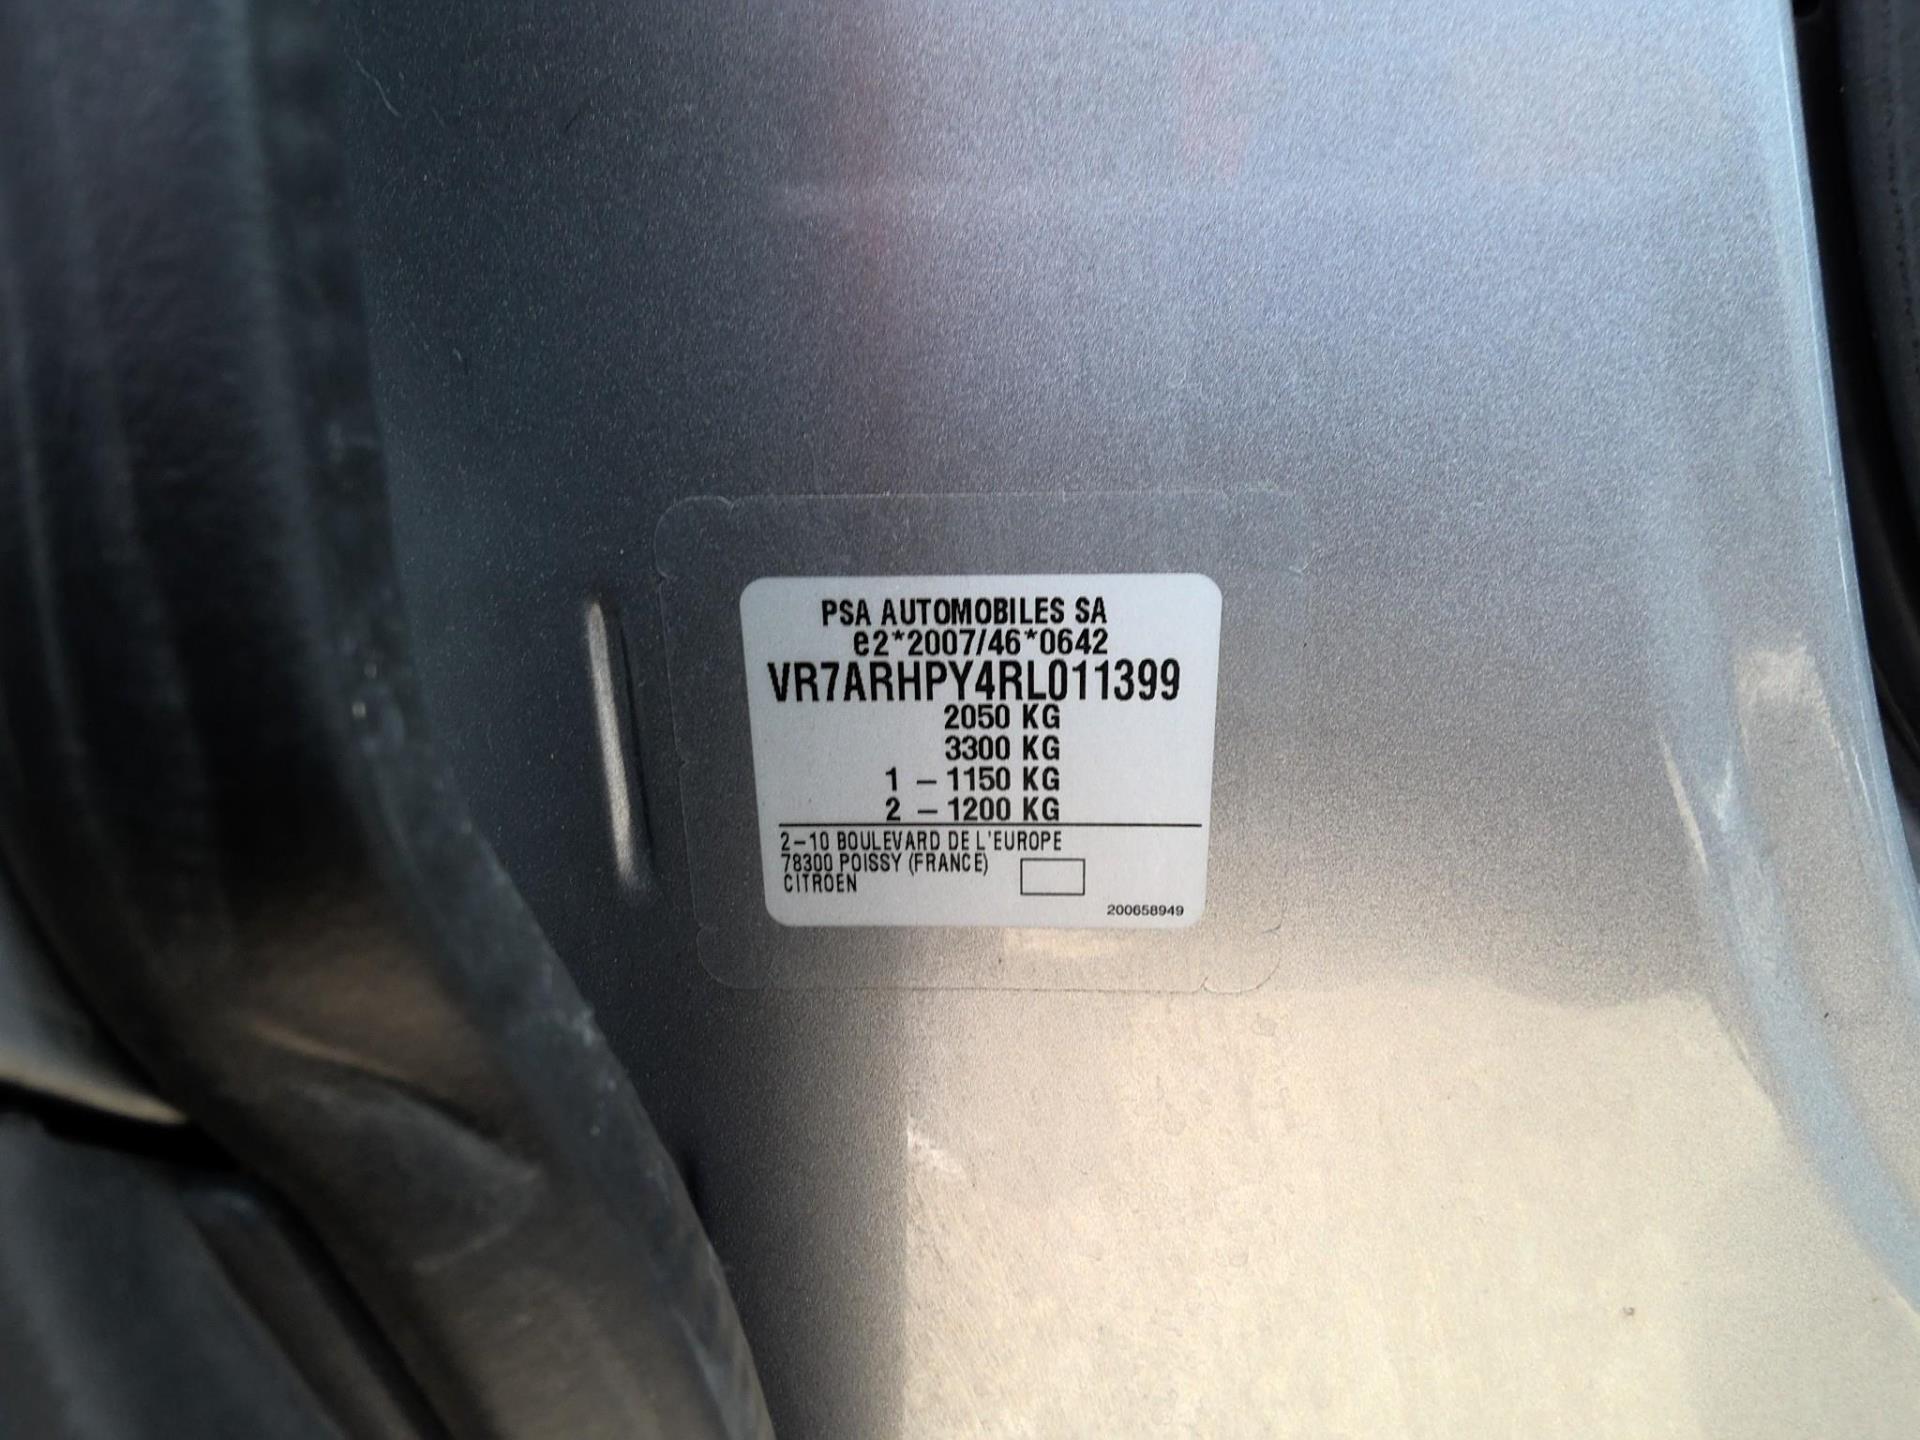 PSA AUTOMOBILES SA
e2*2007/46*0642
VR7ARHPY4RL011399
2050 KG
3300 KG
1 – 1150 KG
2 – 1200 KG
2–10 BOULEVARD DE L'EUROPE
78300 POISSY (FRANCE)
CITROEN
200658949